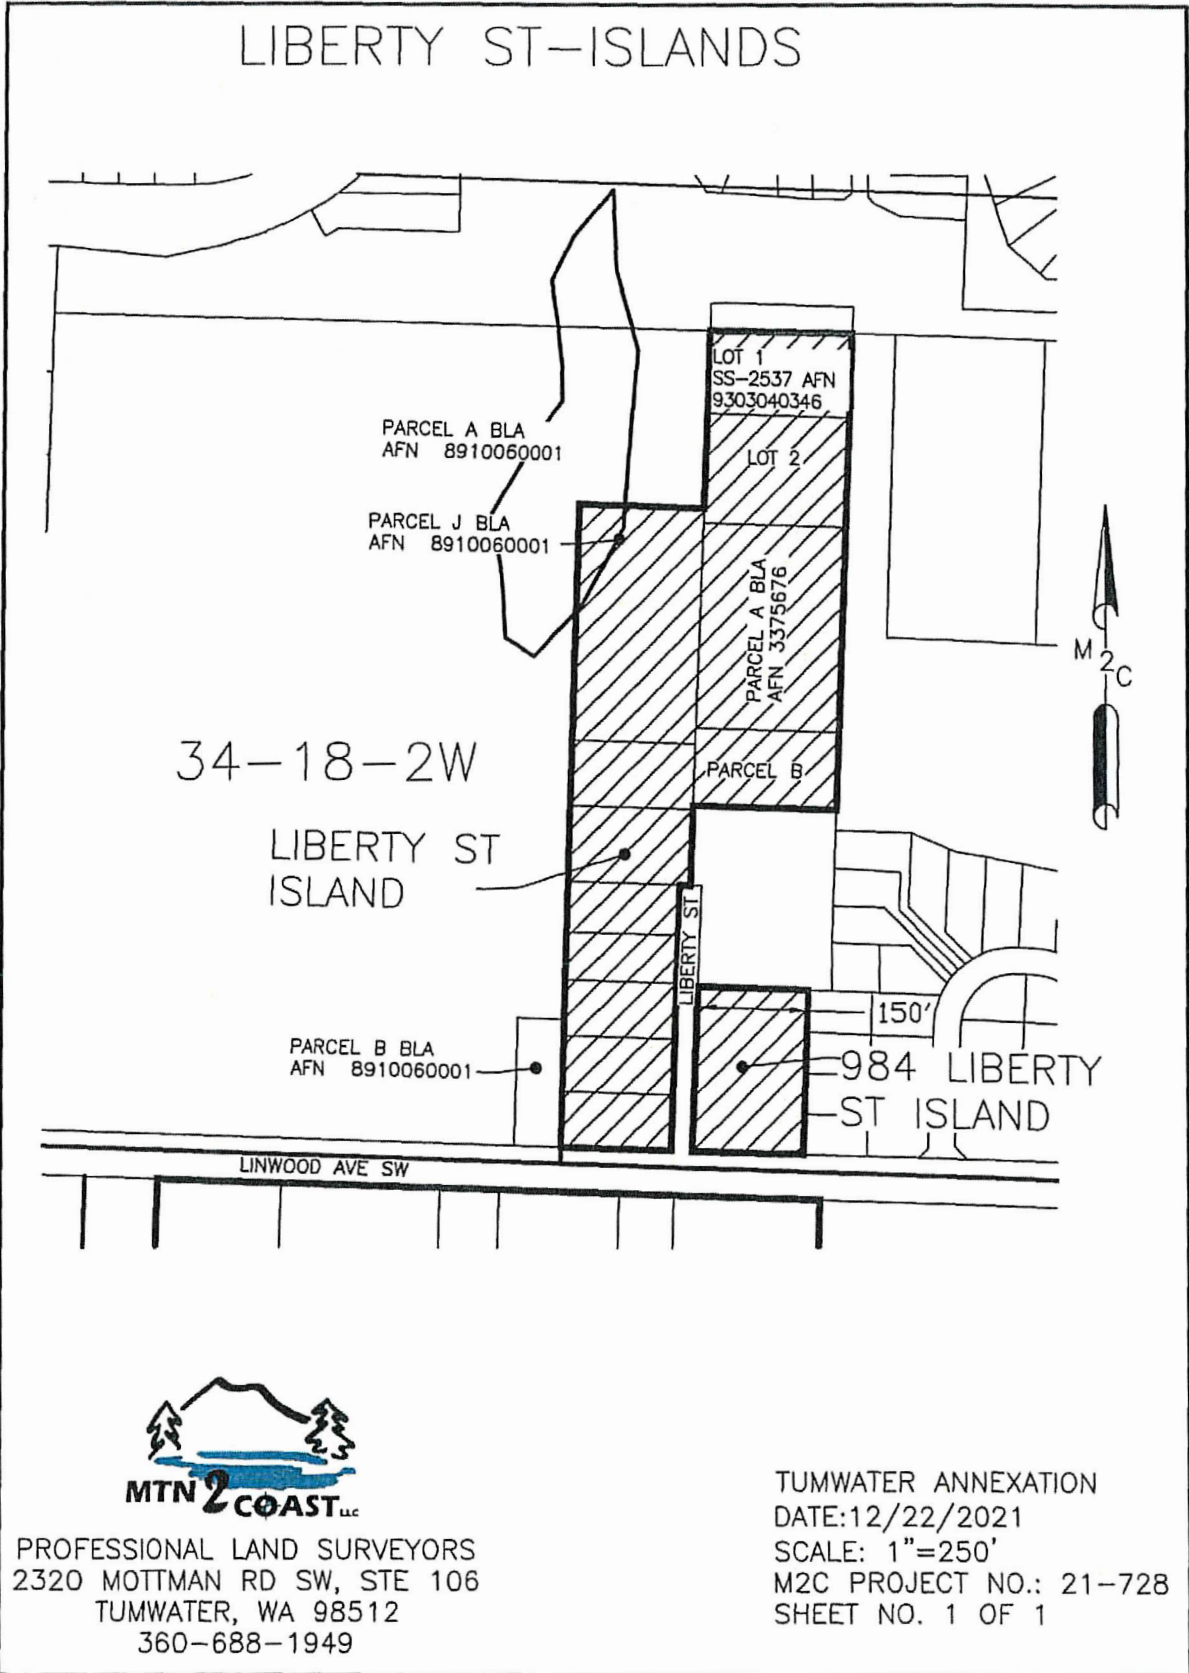 LIBERTY ST-ISLANDS
LOT 1
SS-2537 AFN
9303040346
PARCEL A BLA
AFN 8910060001
LOT 2
PARCEL J BLA
AFN 8910060001
PARCEL A BLA
AFN 3375676
M2C
34-18-2W
PARCEL B
LIBERTY ST
ISLAND
LIBERTY ST
150'
PARCEL B BLA
AFN 8910060001
984 LIBERTY
ST ISLAND
LINWOOD AVE SW
MTN 2 COAST LLC
PROFESSIONAL LAND SURVEYORS
2320 MOTTMAN RD SW, STE 106
TUMWATER, WA 98512
360-688-1949
TUMWATER ANNEXATION
DATE:12/22/2021
SCALE: 1"=250'
M2C PROJECT NO.: 21-728
SHEET NO. 1 OF 1